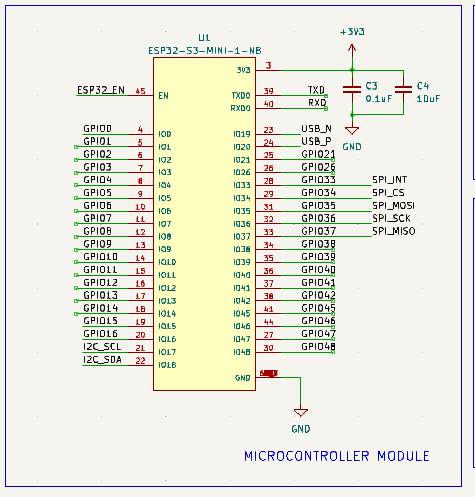 U1
ESP32-S3-MINI-1-N8
+3V3
3V3 3
ESP32_EN 45 EN
TXD0 39 TXD
RXD0 40 RXD
C3
0.1uF
C4
10uF
GND
GPIO0 4 IO0
IO19 23 USB_N
GPIO1 5 IO1
IO20 24 USB_P
GPIO2 6 IO2
IO21 25 GPIO21
GPIO3 7 IO3
IO26 26 GPIO26
GPIO4 8 IO4
IO33 28 GPIO33 SPI_INT
GPIO5 9 IO5
IO34 29 GPIO34 SPI_CS
GPIO6 10 IO6
IO35 31 GPIO35 SPI_MOSI
GPIO7 11 IO7
IO36 32 GPIO36 SPI_SCK
GPIO8 12 IO8
IO37 33 GPIO37 SPI_MISO
GPIO9 13 IO9
IO38 34 GPIO38
GPIO10 14 IO10
IO39 35 GPIO39
GPIO11 15 IO11
IO40 36 GPIO40
GPIO12 16 IO12
IO41 37 GPIO41
GPIO13 17 IO13
IO42 38 GPIO42
GPIO14 18 IO14
IO45 41 GPIO45
GPIO15 19 IO15
IO46 44 GPIO46
GPIO16 20 IO16
IO47 27 GPIO47
I2C_SCL 21 IO17
IO48 30 GPIO48
I2C_SDA 22 IO18
GND
GND
MICROCONTROLLER MODULE